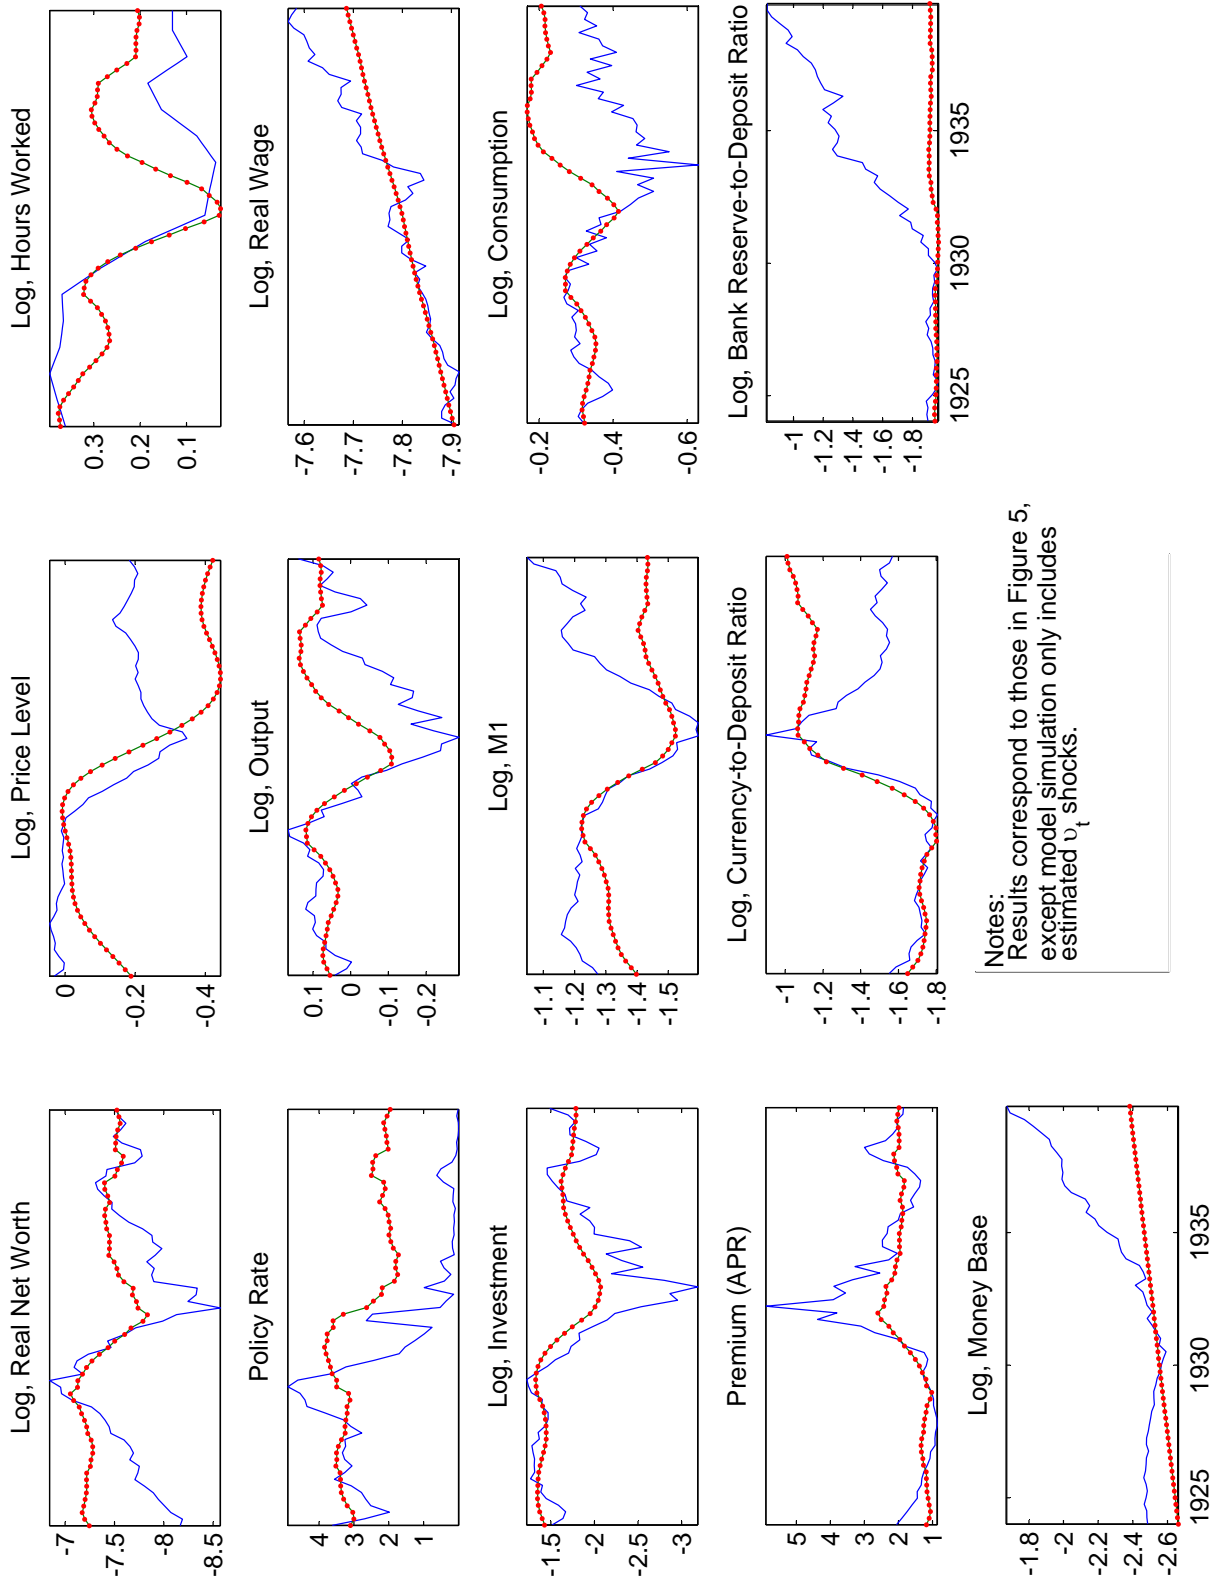 Log, Real Net Worth
-7
-7.5
-8
-8.5
Log, Price Level
0
-0.2
-0.4
Log, Hours Worked
0.3
0.2
0.1
Policy Rate
4
3
2
1
Log, Output
0.1
0
-0.1
-0.2
Log, Real Wage
-7.6
-7.7
-7.8
-7.9
Log, Investment
-1.5
-2
-2.5
-3
Log, M1
-1.1
-1.2
-1.3
-1.4
-1.5
Log, Consumption
-0.2
-0.4
-0.6
Premium (APR)
5
4
3
2
1
Log, Currency-to-Deposit Ratio
-1
-1.2
-1.4
-1.6
-1.8
Log, Bank Reserve-to-Deposit Ratio
-1
-1.2
-1.4
-1.6
-1.8
1925 1930 1935
Log, Money Base
-1.8
-2
-2.2
-2.4
-2.6
1925 1930 1935
Notes:
Results correspond to those in Figure 5,
except model simulation only includes
estimated υ_t shocks.